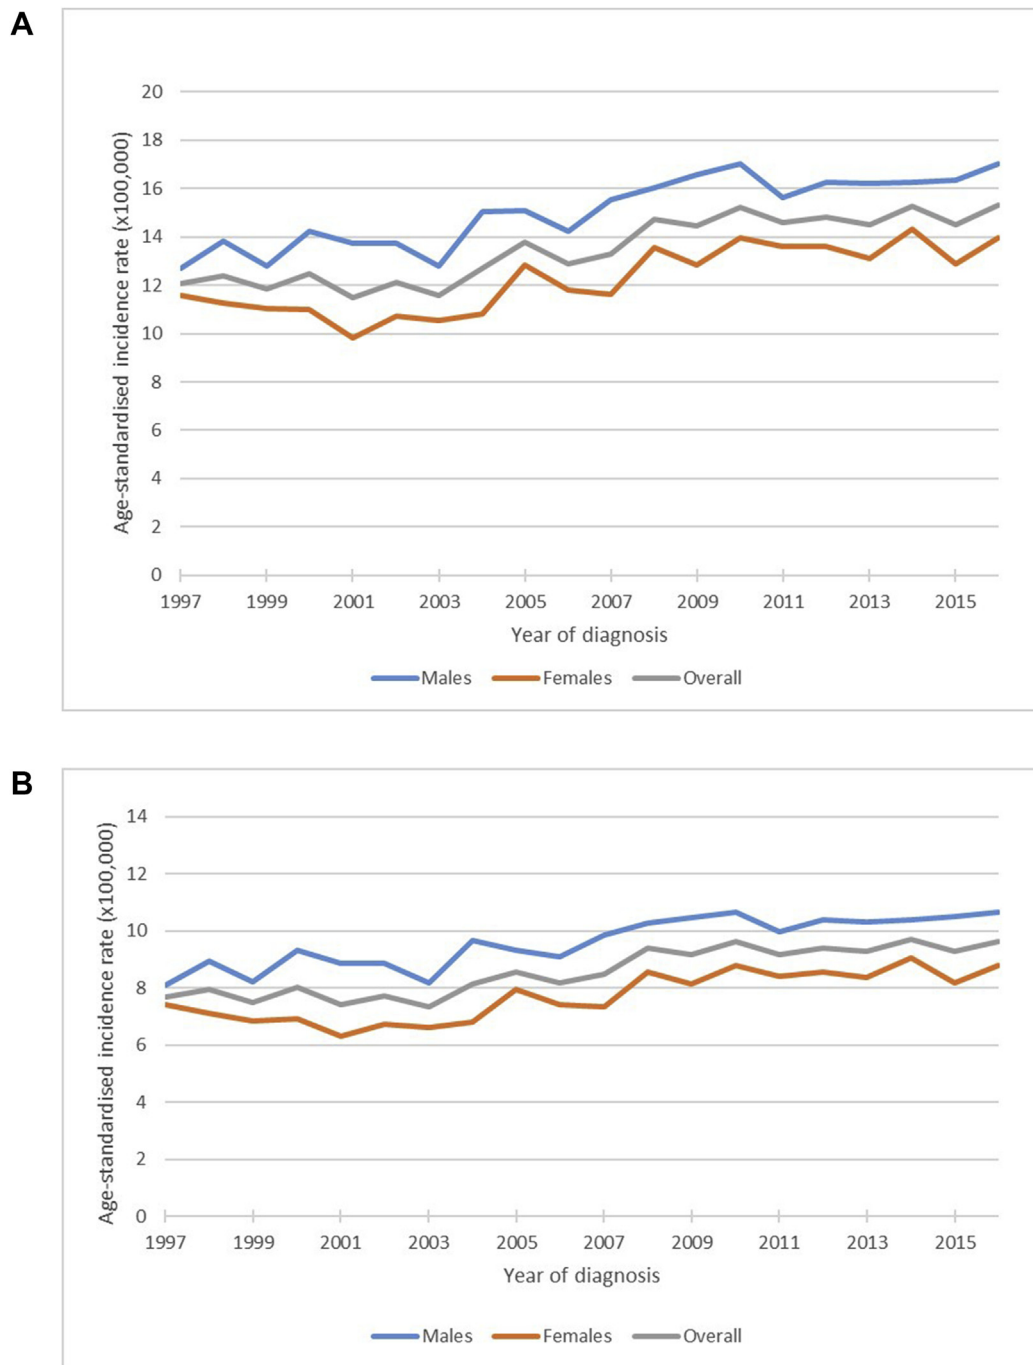 A
Age-standardised incidence rate (x100,000)
20
18
16
14
12
10
8
6
4
2
0
1997 1999 2001 2003 2005 2007 2009 2011 2013 2015
Year of diagnosis
Males Females Overall
B
Age-standardised incidence rate (x100,000)
14
12
10
8
6
4
2
0
1997 1999 2001 2003 2005 2007 2009 2011 2013 2015
Year of diagnosis
Males Females Overall